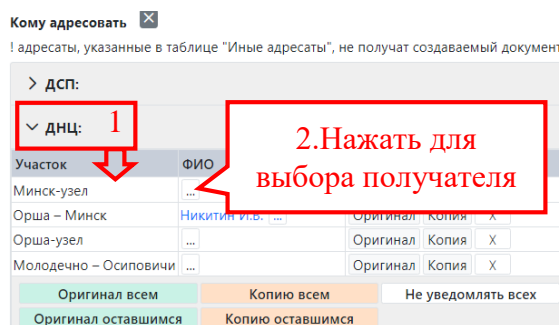 Кому адресовать X
! адресаты, указанные в таблице "Иные адресаты", не получат создаваемый документ
> ДСП:
ДНЦ: 1
2.Нажать для
выбора получателя
Участок ФИО
Минск-узел ...
Орша – Минск Никитин И.В. ... Оригинал Копия X
Орша-узел ... Оригинал Копия X
Молодечно – Осиповичи ... Оригинал Копия X
Оригинал всем Копию всем Не уведомлять всех
Оригинал оставшимся Копию оставшимся